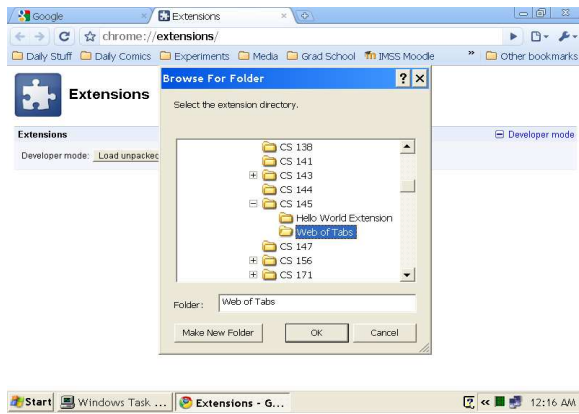 Google
Extensions
chrome://extensions/
Daily Stuff Daily Comics Experiments Media Grad School IMSS Moodle » Other bookmarks
Browse For Folder
Extensions
Select the extension directory.
Extensions
Developer mode
Developer mode: Load unpacked
CS 138
CS 141
CS 143
CS 144
CS 145
Hello World Extension
Web of Tabs
CS 147
CS 156
CS 171
Folder: Web of Tabs
Make New Folder OK Cancel
Start Windows Task ... Extensions - G... « 12:16 AM